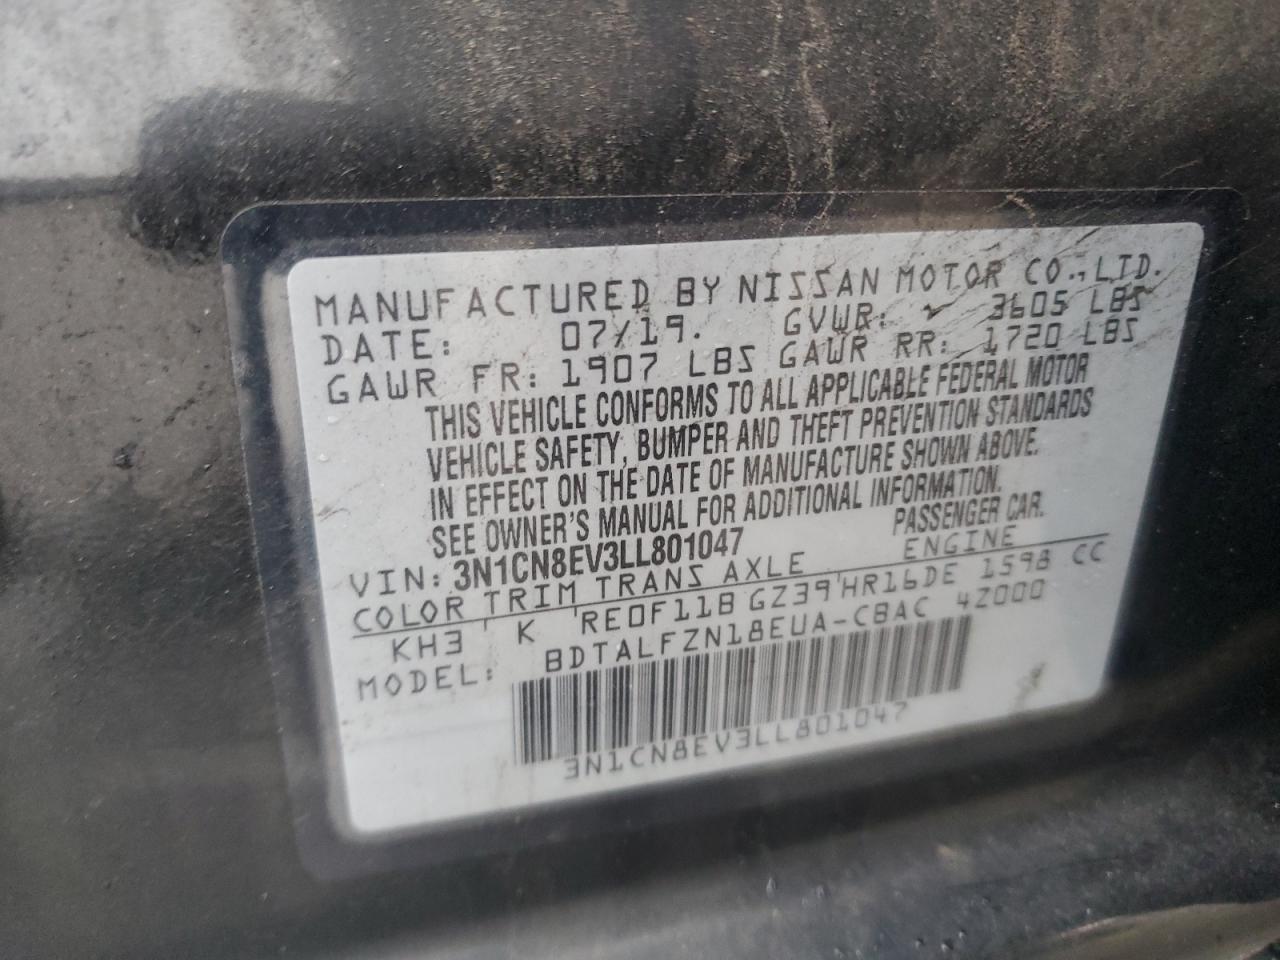 MANUFACTURED BY NISSAN MOTOR CO., LTD.
DATE: 07/19. GVWR: 3605 LBS
GAWR FR: 1907 LBS GAWR RR: 1720 LBS
THIS VEHICLE CONFORMS TO ALL APPLICABLE FEDERAL MOTOR
VEHICLE SAFETY, BUMPER AND THEFT PREVENTION STANDARDS
IN EFFECT ON THE DATE OF MANUFACTURE SHOWN ABOVE.
SEE OWNER'S MANUAL FOR ADDITIONAL INFORMATION.
VIN: 3N1CN8EV3LL801047 PASSENGER CAR.
COLOR TRIM TRANS AXLE ENGINE
KH3 K RE0F11B GZ39 HR16DE 1598 CC
MODEL: BDTALFZN18EUA-CBAC 4Z000
3N1CN8EV3LL801047